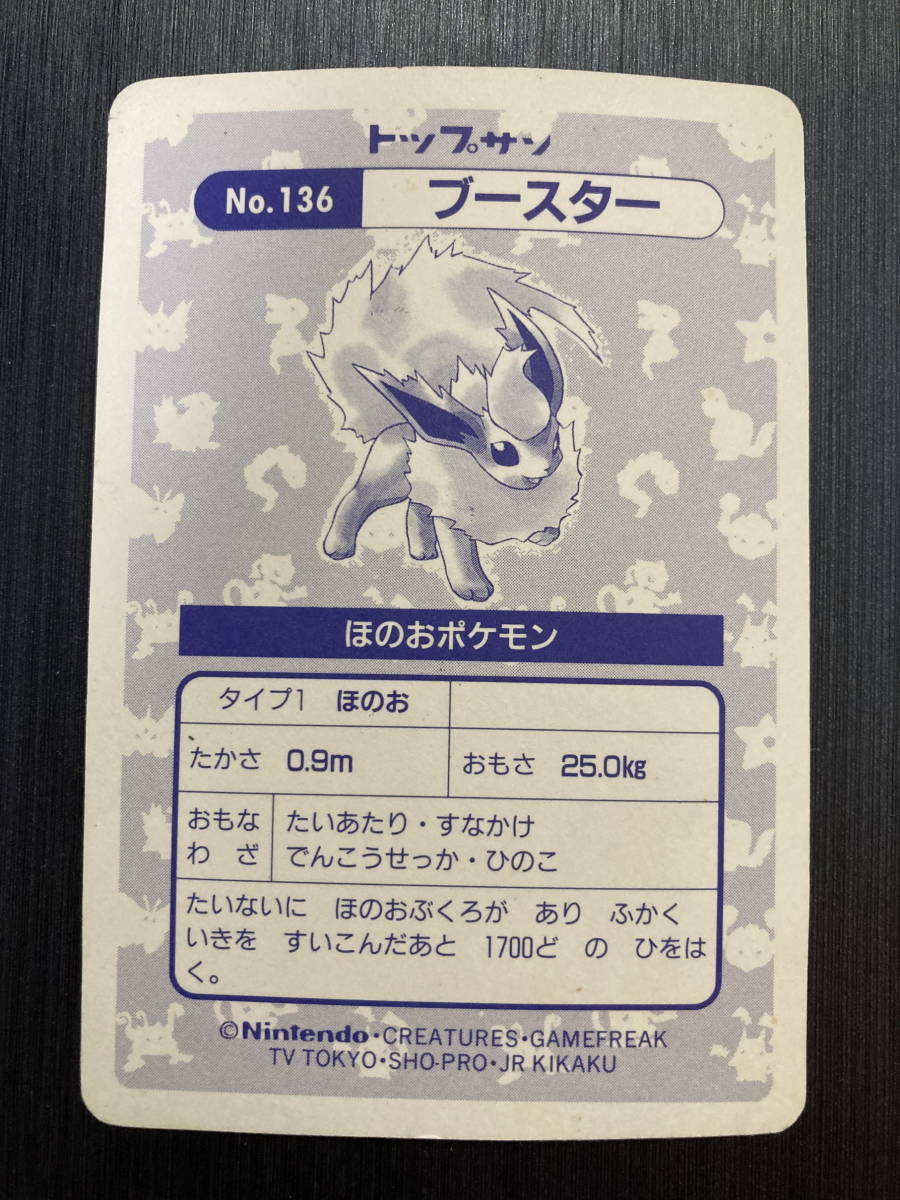 トップサン
No.136 ブースター
ほのおポケモン
タイプ1 ほのお
たかさ 0.9m おもさ 25.0kg
おもな たいあたり・すなかけ
わ ざ でんこうせっか・ひのこ
たいないに ほのおぶくろが あり ふかく
いきを すいこんだあと 1700ど の ひをは
く。
©Nintendo・CREATURES・GAMEFREAK
TV TOKYO・SHO-PRO・JR KIKAKU